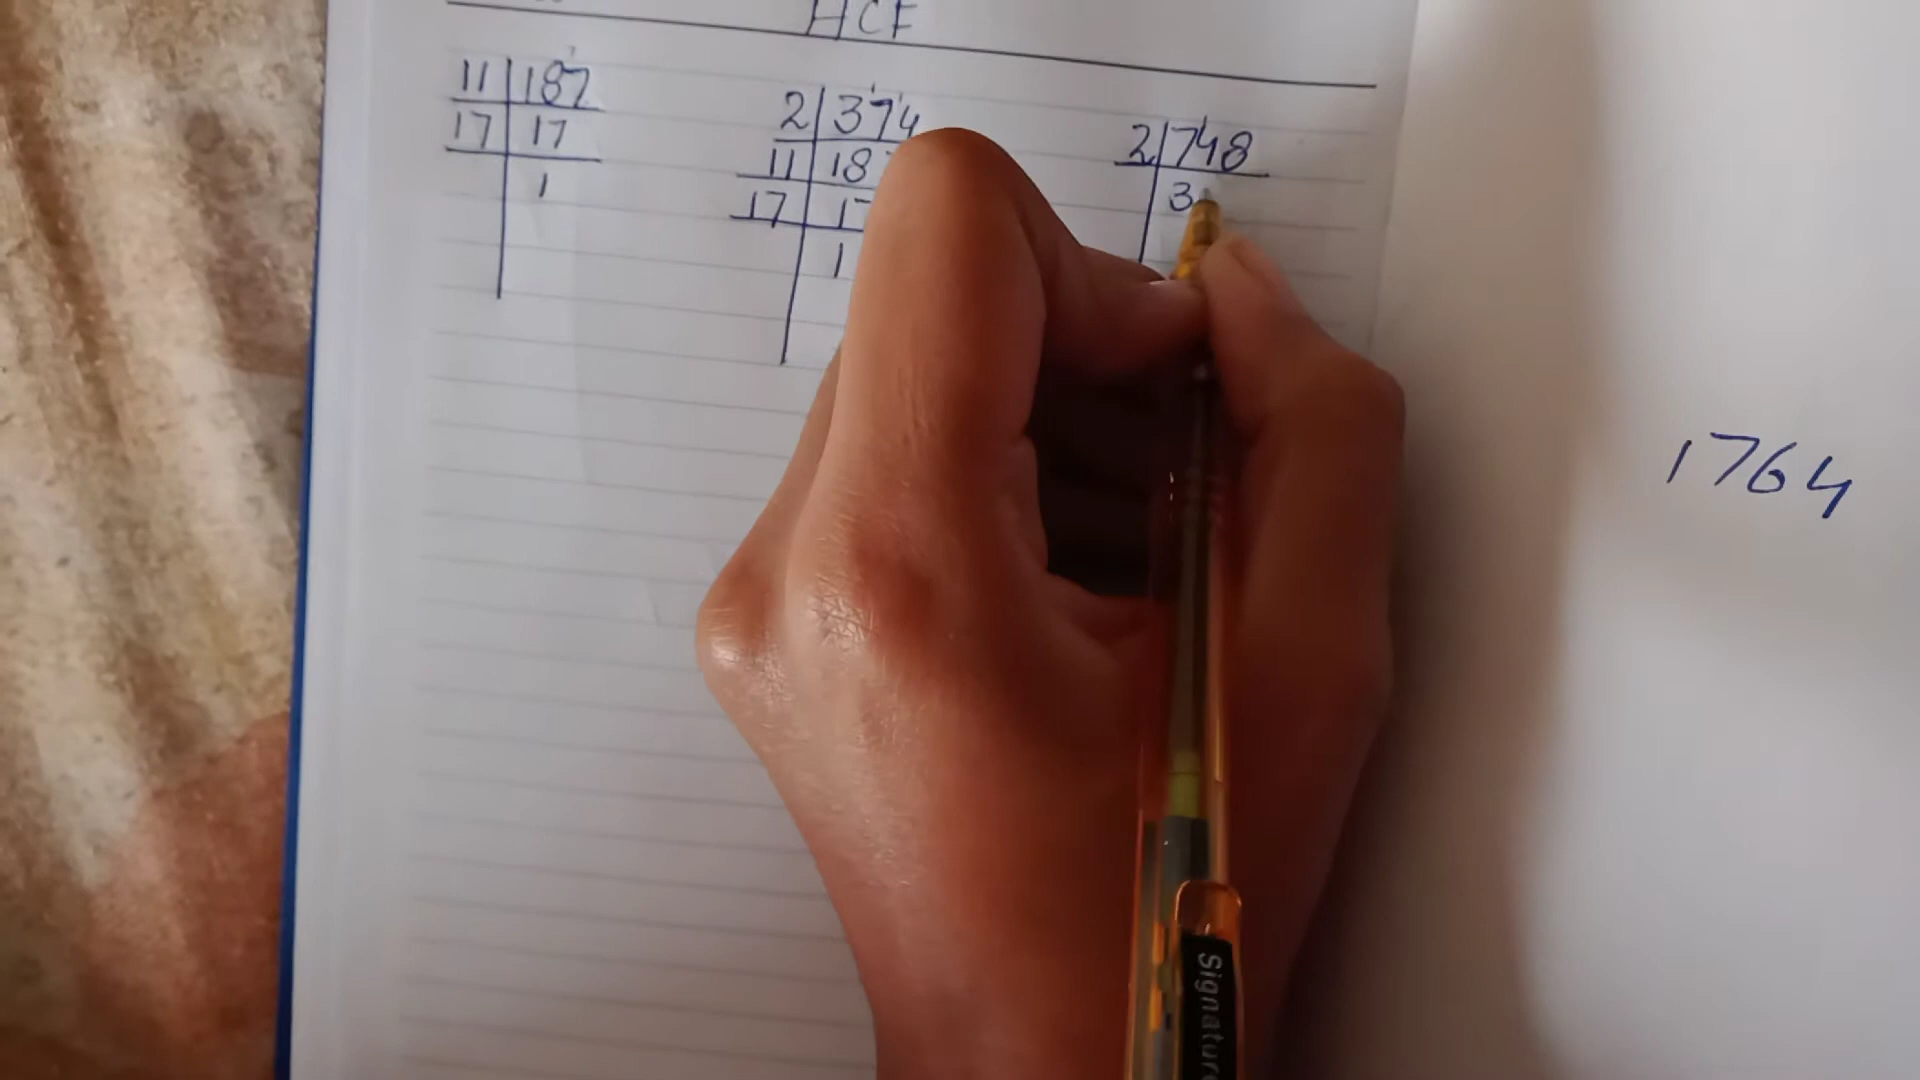 HCF
11 | 187
17 | 17
1
2 | 374
11 | 18
17 | 17
1
2 | 748
3
1764
Signature